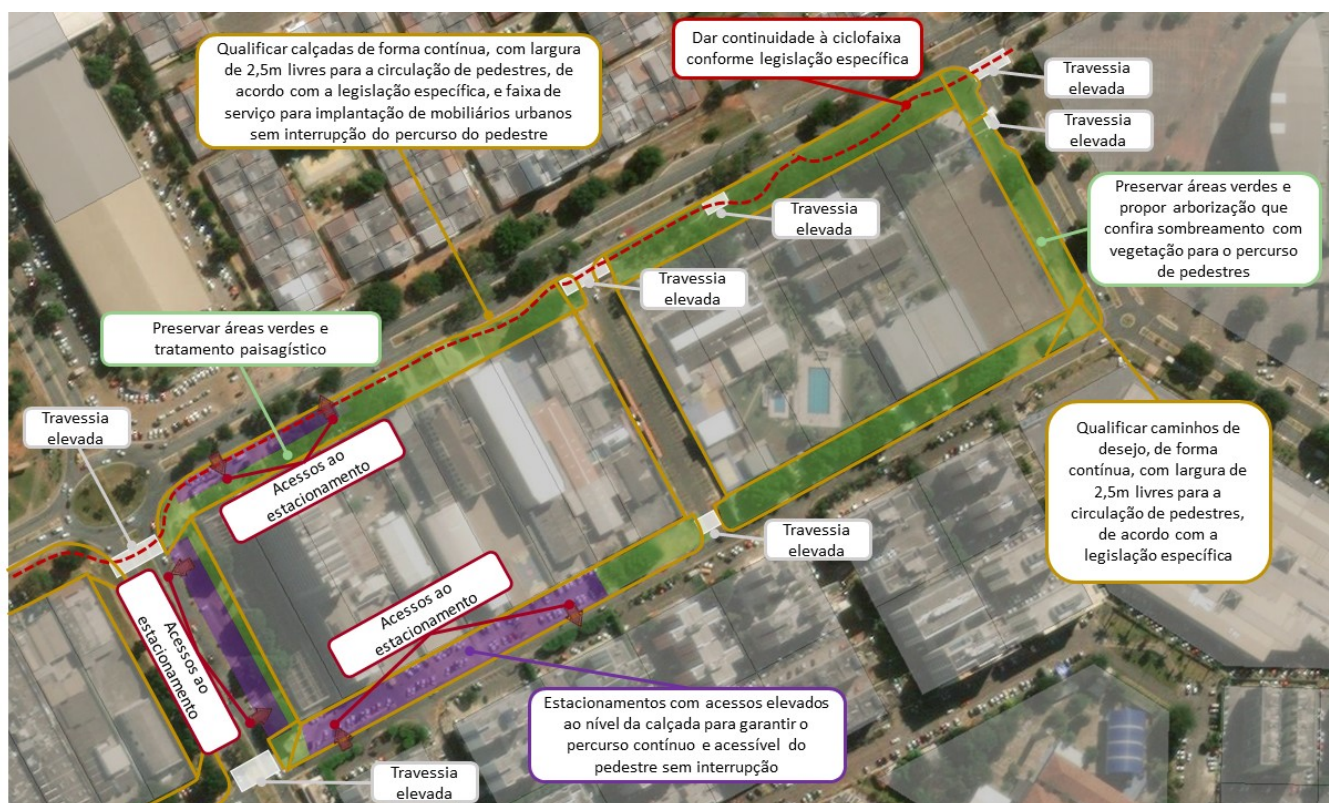 Qualificar calçadas de forma contínua, com largura
de 2,5m livres para a circulação de pedestres, de
acordo com a legislação específica, e faixa de
serviço para implantação de mobiliários urbanos
sem interrupção do percurso do pedestre
Dar continuidade à ciclofaixa
conforme legislação específica
Travessia
elevada
Travessia
elevada
Preservar áreas verdes e
propor arborização que
confira sombreamento com
vegetação para o percurso
de pedestres
Travessia
elevada
Travessia
elevada
Preservar áreas verdes e
tratamento paisagístico
Travessia
elevada
Acessos ao
estacionamento
Qualificar caminhos de
desejo, de forma
contínua, com largura de
2,5m livres para a
circulação de pedestres,
de acordo com a
legislação específica
Travessia
elevada
Acessos ao
estacionamento
Acessos ao
estacionamento
Estacionamentos com acessos elevados
ao nível da calçada para garantir o
percurso contínuo e acessível do
pedestre sem interrupção
Travessia
elevada